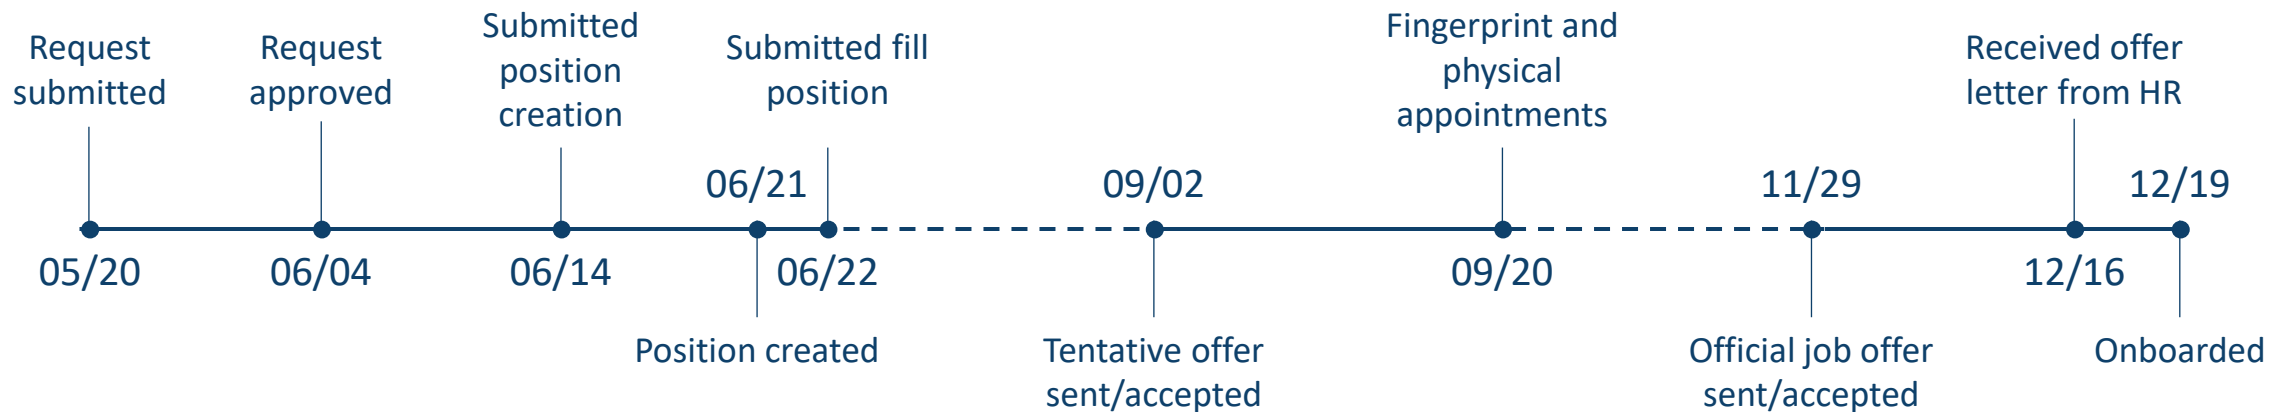 Request
submitted
05/20
Request
approved
06/04
Submitted
position
creation
06/14
06/21
Position created
Submitted fill
position
06/22
09/02
Tentative offer
sent/accepted
Fingerprint and
physical
appointments
09/20
11/29
Official job offer
sent/accepted
Received offer
letter from HR
12/16
12/19
Onboarded